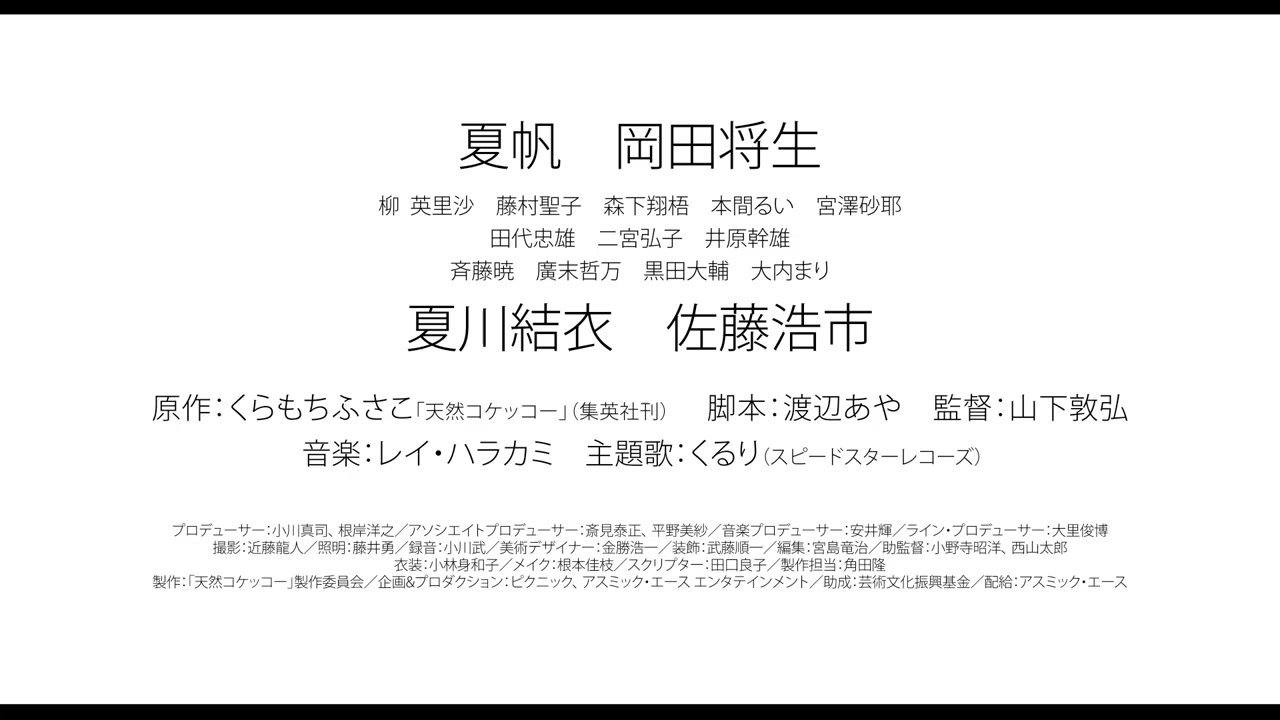 夏帆　岡田将生
柳 英里沙　藤村聖子　森下翔梧　本間るい　宮澤砂耶
田代忠雄　二宮弘子　井原幹雄
斉藤暁　廣末哲万　黒田大輔　大内まり
夏川結衣　佐藤浩市
原作：くらもちふさこ「天然コケッコー」（集英社刊）　脚本：渡辺あや　監督：山下敦弘
音楽：レイ・ハラカミ　主題歌：くるり（スピードスターレコーズ）
プロデューサー：小川真司、根岸洋之／アソシエイトプロデューサー：斎見泰正、平野美紗／音楽プロデューサー：安井輝／ライン・プロデューサー：大里俊博
撮影：近藤龍人／照明：藤井勇／録音：小川武／美術デザイナー：金勝浩一／装飾：武藤順一／編集：宮島竜治／助監督：小野寺昭洋、西山太郎
衣装：小林身和子／メイク：根本佳枝／スクリプター：田口良子／製作担当：角田隆
製作：「天然コケッコー」製作委員会／企画&プロダクション：ピクニック、アスミック・エース エンタテインメント／助成：芸術文化振興基金／配給：アスミック・エース